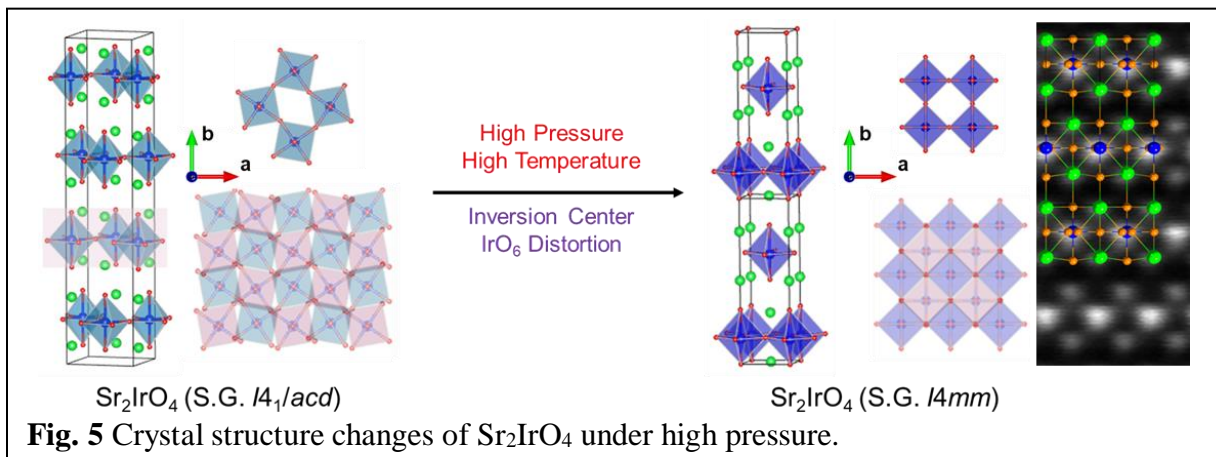 b
a
High Pressure
High Temperature
Inversion Center
IrO₆ Distortion
b
a
Sr₂IrO₄ (S.G. I4₁/acd)
Sr₂IrO₄ (S.G. I4mm)
Fig. 5 Crystal structure changes of Sr₂IrO₄ under high pressure.